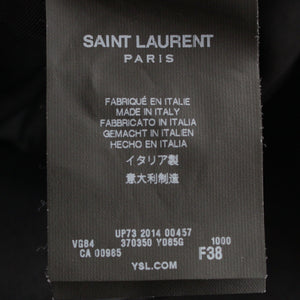 SAINT LAURENT
PARIS
FABRIQUÉ EN ITALIE
MADE IN ITALY
FABBRICATO IN ITALIA
GEMACHT IN ITALIEN
HECHO EN ITALIA
イタリア製
意大利制造
UP73 2014 00457
VG84 370350 Y085G 1000
CA 00985 F38
YSL.COM